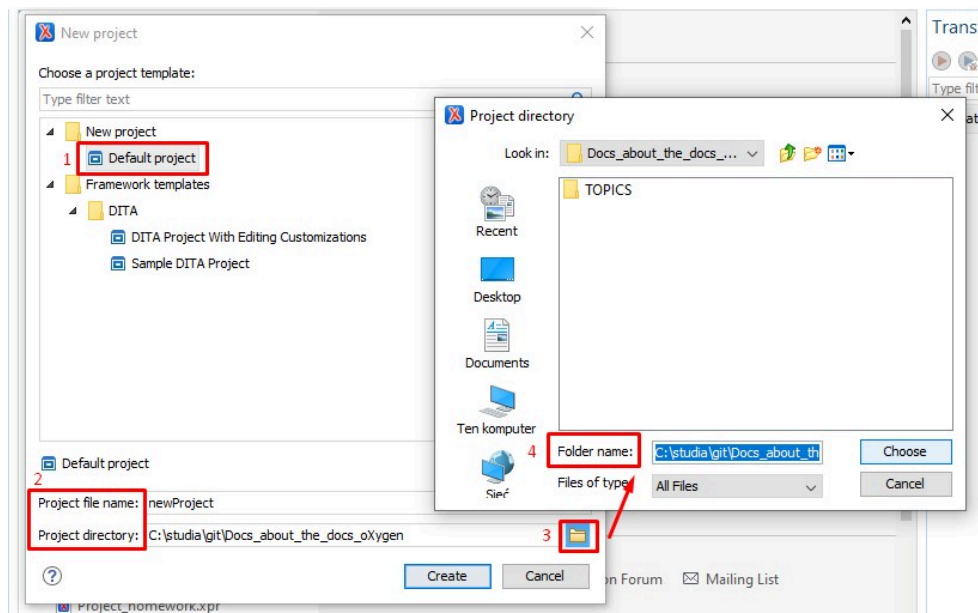 New project
Choose a project template:
Type filter text
New project
1 Default project
Framework templates
DITA
DITA Project With Editing Customizations
Sample DITA Project
Default project
2
Project file name: newProject
Project directory: C:\studia\git\Docs_about_the_docs_oXygen
3
Create Cancel
Project_homework.xpr
Project directory
Look in: Docs_about_the_docs_...
TOPICS
Recent
Desktop
Documents
Ten komputer
Sieć
4 Folder name: C:\studia\git\Docs_about_th
Choose
Files of type: All Files
Cancel
on Forum Mailing List
Trans
Type filt
at